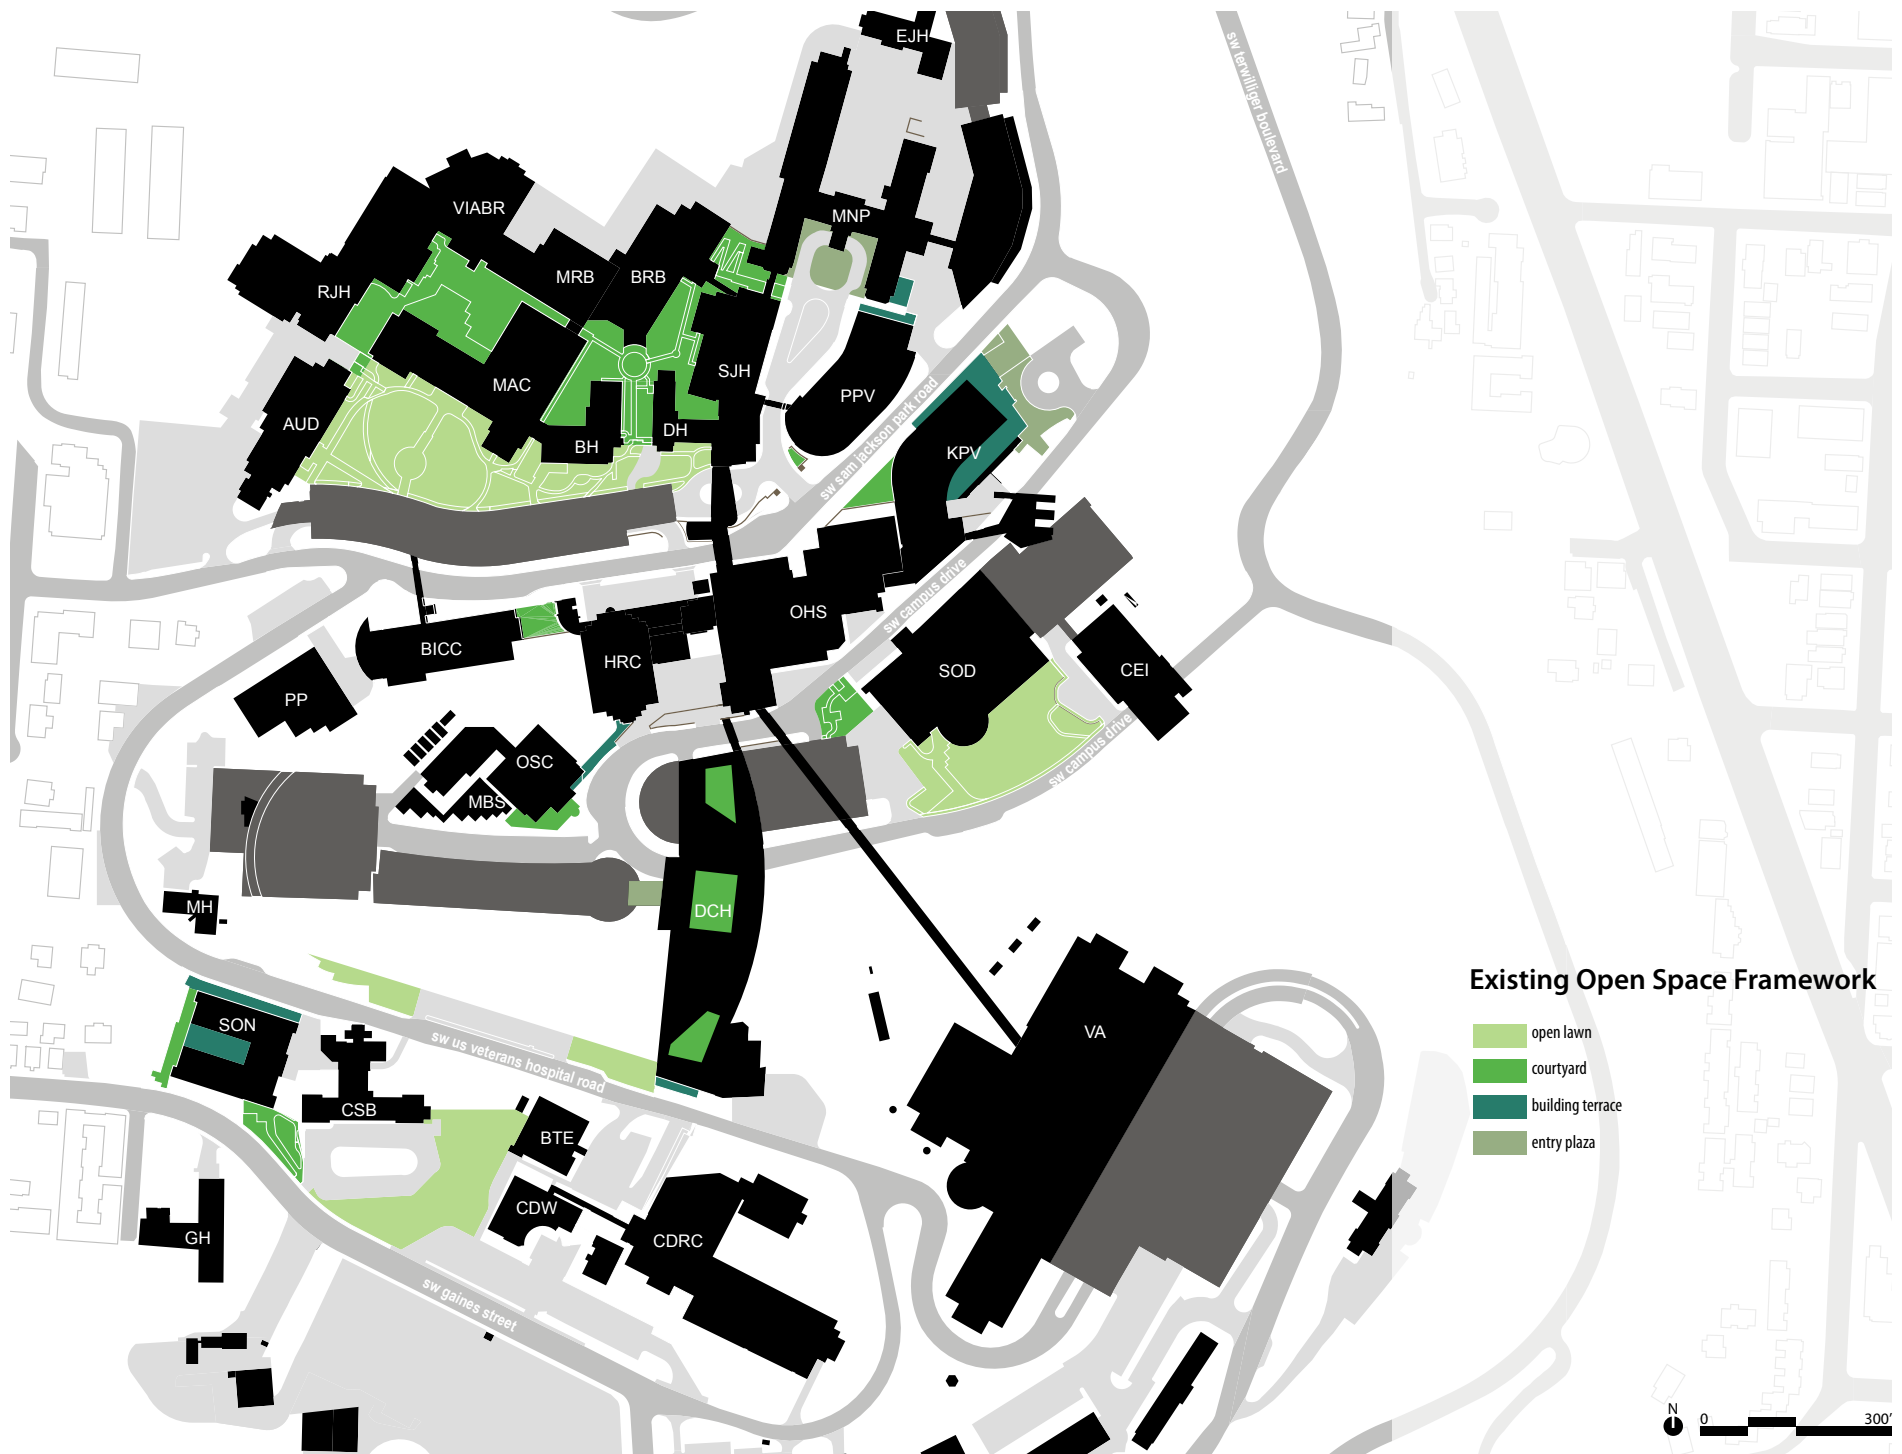 EJH
sw terwilliger boulevard
VIABR
MNP
MRB
BRB
RJH
SJH
MAC
PPV
AUD
DH
BH
KPV
sw sam jackson park road
OHS
sw campus drive
BICC
HRC
SOD
CEI
PP
sw campus drive
OSC
MBS
MH
DCH
Existing Open Space Framework
SON
VA
open lawn
sw us veterans hospital road
courtyard
CSB
building terrace
BTE
entry plaza
CDW
GH
CDRC
sw gaines street
N
0 300'